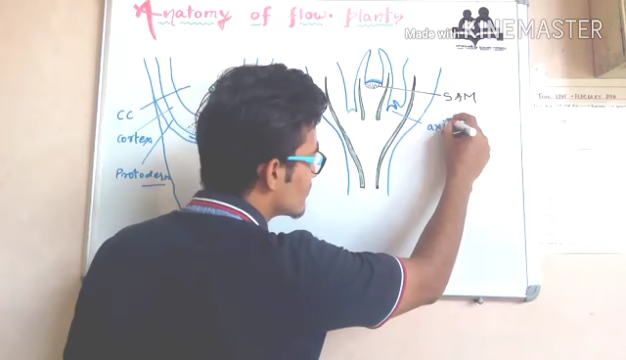 Anatomy of flow. plants
Made with KINEMASTER
SAM
CC
axi
Cortex
Protoderm